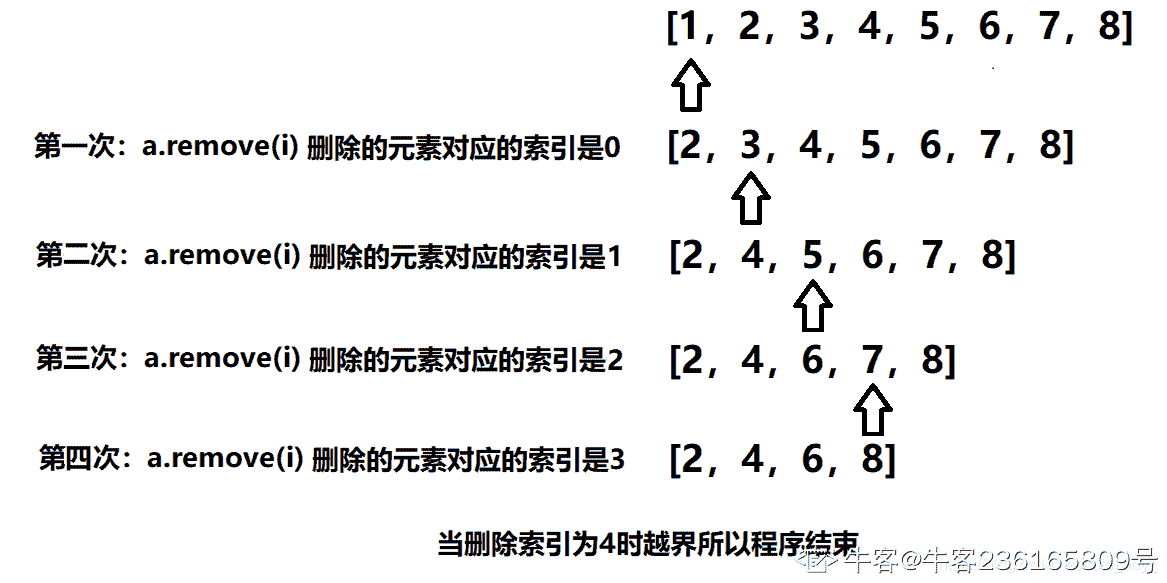 [1, 2, 3, 4, 5, 6, 7, 8]
第一次：a.remove(i) 删除的元素对应的索引是0 [2, 3, 4, 5, 6, 7, 8]
第二次：a.remove(i) 删除的元素对应的索引是1 [2, 4, 5, 6, 7, 8]
第三次：a.remove(i) 删除的元素对应的索引是2 [2, 4, 6, 7, 8]
第四次：a.remove(i) 删除的元素对应的索引是3 [2, 4, 6, 8]
当删除索引为4时越界所以程序结束
牛客@牛客236165809号